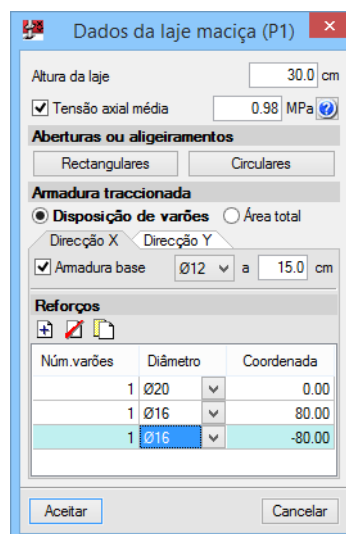 Dados da laje maciça (P1)
Altura da laje 30.0 cm
Tensão axial média 0.98 MPa
Aberturas ou aligeiramentos
Rectangulares Circulares
Armadura traccionada
Disposição de varões Área total
Direcção X Direcção Y
Armadura base Ø12 a 15.0 cm
Reforços
Núm.varões Diâmetro Coordenada
1 Ø20 0.00
1 Ø16 80.00
1 Ø16 -80.00
Aceitar Cancelar